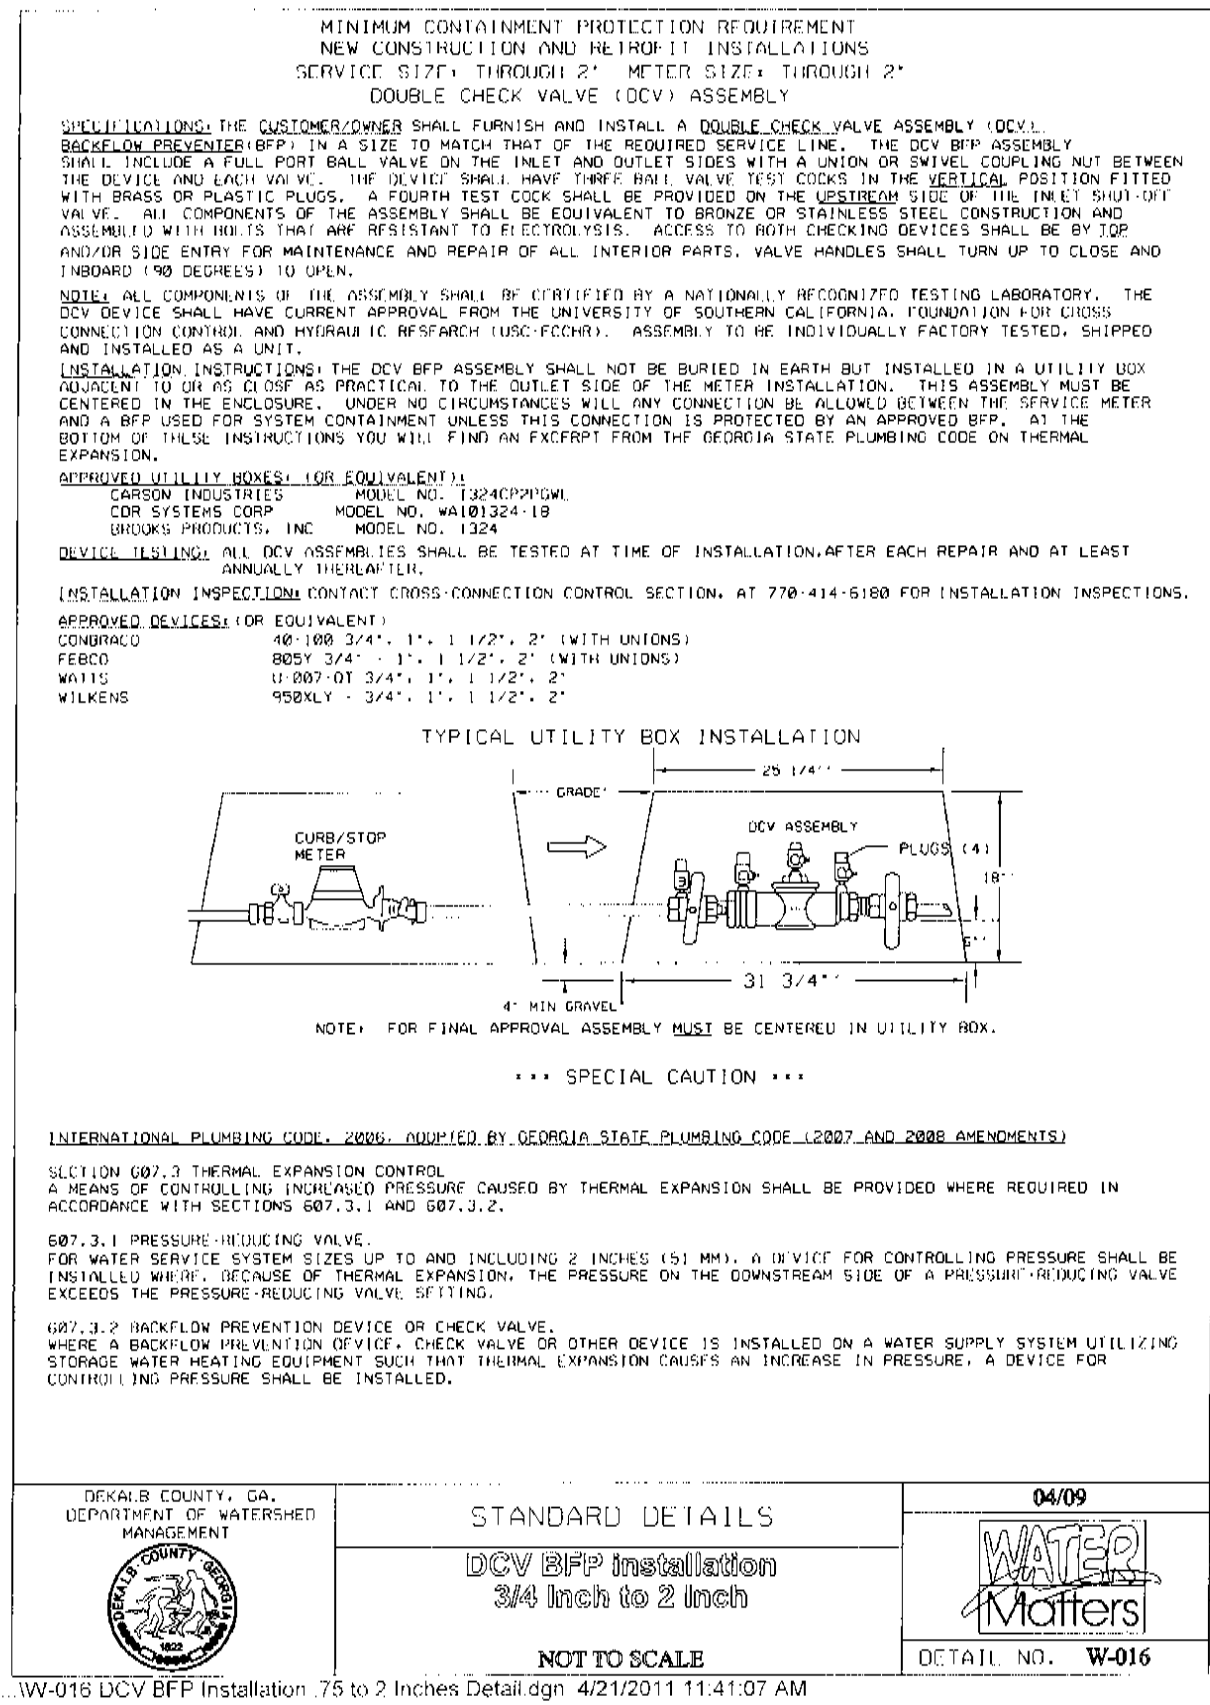 MINIMUM CONTAINMENT PROTECTION REQUIREMENT
NEW CONSTRUCTION AND RETROFIT INSTALLATIONS
SERVICE SIZE: THROUGH 2" METER SIZE: THROUGH 2"
DOUBLE CHECK VALVE (DCV) ASSEMBLY
SPECIFICATIONS: THE CUSTOMER/OWNER SHALL FURNISH AND INSTALL A DOUBLE CHECK VALVE ASSEMBLY (DCV)
BACKFLOW PREVENTER(BFP) IN A SIZE TO MATCH THAT OF THE REQUIRED SERVICE LINE. THE DCV BFP ASSEMBLY
SHALL INCLUDE A FULL PORT BALL VALVE ON THE INLET AND OUTLET SIDES WITH A UNION OR SWIVEL COUPLING NUT BETWEEN
THE DEVICE AND EACH VALVE. THE DEVICE SHALL HAVE THREE BALL VALVE TEST COCKS IN THE VERTICAL POSITION FITTED
WITH BRASS OR PLASTIC PLUGS. A FOURTH TEST COCK SHALL BE PROVIDED ON THE UPSTREAM SIDE OF THE INLET SHUT-OFF
VALVE. ALL COMPONENTS OF THE ASSEMBLY SHALL BE EQUIVALENT TO BRONZE OR STAINLESS STEEL CONSTRUCTION AND
ASSEMBLED WITH BOLTS THAT ARE RESISTANT TO ELECTROLYSIS. ACCESS TO BOTH CHECKING DEVICES SHALL BE BY TOP
AND/OR SIDE ENTRY FOR MAINTENANCE AND REPAIR OF ALL INTERIOR PARTS. VALVE HANDLES SHALL TURN UP TO CLOSE AND
INBOARD (90 DEGREES) TO OPEN.
NOTE: ALL COMPONENTS OF THE ASSEMBLY SHALL BE CERTIFIED BY A NATIONALLY RECOGNIZED TESTING LABORATORY. THE
DCV DEVICE SHALL HAVE CURRENT APPROVAL FROM THE UNIVERSITY OF SOUTHERN CALIFORNIA, FOUNDATION FOR CROSS
CONNECTION CONTROL AND HYDRAULIC RESEARCH (USC-FCCHR). ASSEMBLY TO BE INDIVIDUALLY FACTORY TESTED, SHIPPED
AND INSTALLED AS A UNIT.
INSTALLATION INSTRUCTIONS: THE DCV BFP ASSEMBLY SHALL NOT BE BURIED IN EARTH BUT INSTALLED IN A UTILITY BOX
ADJACENT TO OR AS CLOSE AS PRACTICAL TO THE OUTLET SIDE OF THE METER INSTALLATION. THIS ASSEMBLY MUST BE
CENTERED IN THE ENCLOSURE. UNDER NO CIRCUMSTANCES WILL ANY CONNECTION BE ALLOWED BETWEEN THE SERVICE METER
AND A BFP USED FOR SYSTEM CONTAINMENT UNLESS THIS CONNECTION IS PROTECTED BY AN APPROVED BFP. AT THE
BOTTOM OF THESE INSTRUCTIONS YOU WILL FIND AN EXCERPT FROM THE GEORGIA STATE PLUMBING CODE ON THERMAL
EXPANSION.
APPROVED UTILITY BOXES: (OR EQUIVALENT):
CARSON INDUSTRIES MODEL NO.
CDR SYSTEMS CORP MODEL NO. WA101324-18
BROOKS PRODUCTS, INC MODEL NO. 1324
DEVICE TESTING: ALL DCV ASSEMBLIES SHALL BE TESTED AT TIME OF INSTALLATION,AFTER EACH REPAIR AND AT LEAST
ANNUALLY THEREAFTER.
INSTALLATION INSPECTION: CONTACT CROSS-CONNECTION CONTROL SECTION, AT 770-414-6180 FOR INSTALLATION INSPECTIONS.
APPROVED DEVICES: (OR EQUIVALENT)
CONBRACO 40-100 3/4", 1", 1 1/2", 2" (WITH UNIONS)
FEBCO 805Y 3/4" - 1", 1 1/2", 2" (WITH UNIONS)
WATTS U-007-QT 3/4", 1", 1 1/2", 2"
WILKENS 950XLY - 3/4", 1", 1 1/2", 2"
TYPICAL UTILITY BOX INSTALLATION
25 1/4"
GRADE
CURB/STOP
METER
DCV ASSEMBLY
PLUGS (4)
18"
6"
31 3/4"
4" MIN GRAVEL
NOTE: FOR FINAL APPROVAL ASSEMBLY MUST BE CENTERED IN UTILITY BOX.
*** SPECIAL CAUTION ***
INTERNATIONAL PLUMBING CODE, 2006, ADOPTED BY GEORGIA STATE PLUMBING CODE (2007 AND 2008 AMENDMENTS)
SECTION 607.3 THERMAL EXPANSION CONTROL
A MEANS OF CONTROLLING INCREASED PRESSURE CAUSED BY THERMAL EXPANSION SHALL BE PROVIDED WHERE REQUIRED IN
ACCORDANCE WITH SECTIONS 607.3.1 AND 607.3.2.
607.3.1 PRESSURE-REDUCING VALVE.
FOR WATER SERVICE SYSTEM SIZES UP TO AND INCLUDING 2 INCHES (51 MM), A DEVICE FOR CONTROLLING PRESSURE SHALL BE
INSTALLED WHERE, BECAUSE OF THERMAL EXPANSION, THE PRESSURE ON THE DOWNSTREAM SIDE OF A PRESSURE-REDUCING VALVE
EXCEEDS THE PRESSURE-REDUCING VALVE SETTING.
607.3.2 BACKFLOW PREVENTION DEVICE OR CHECK VALVE.
WHERE A BACKFLOW PREVENTION DEVICE, CHECK VALVE OR OTHER DEVICE IS INSTALLED ON A WATER SUPPLY SYSTEM UTILIZING
STORAGE WATER HEATING EQUIPMENT SUCH THAT THERMAL EXPANSION CAUSES AN INCREASE IN PRESSURE, A DEVICE FOR
CONTROLLING PRESSURE SHALL BE INSTALLED.
DEKALB COUNTY, GA.
DEPARTMENT OF WATERSHED
MANAGEMENT
DEKALB COUNTY GEORGIA
1822
STANDARD DETAILS
DCV BFP installation
3/4 Inch to 2 Inch
NOT TO SCALE
04/09
WATER
Matters
DETAIL NO. W-016
...\W-016 DCV BFP Installation .75 to 2 Inches Detail.dgn 4/21/2011 11:41:07 AM